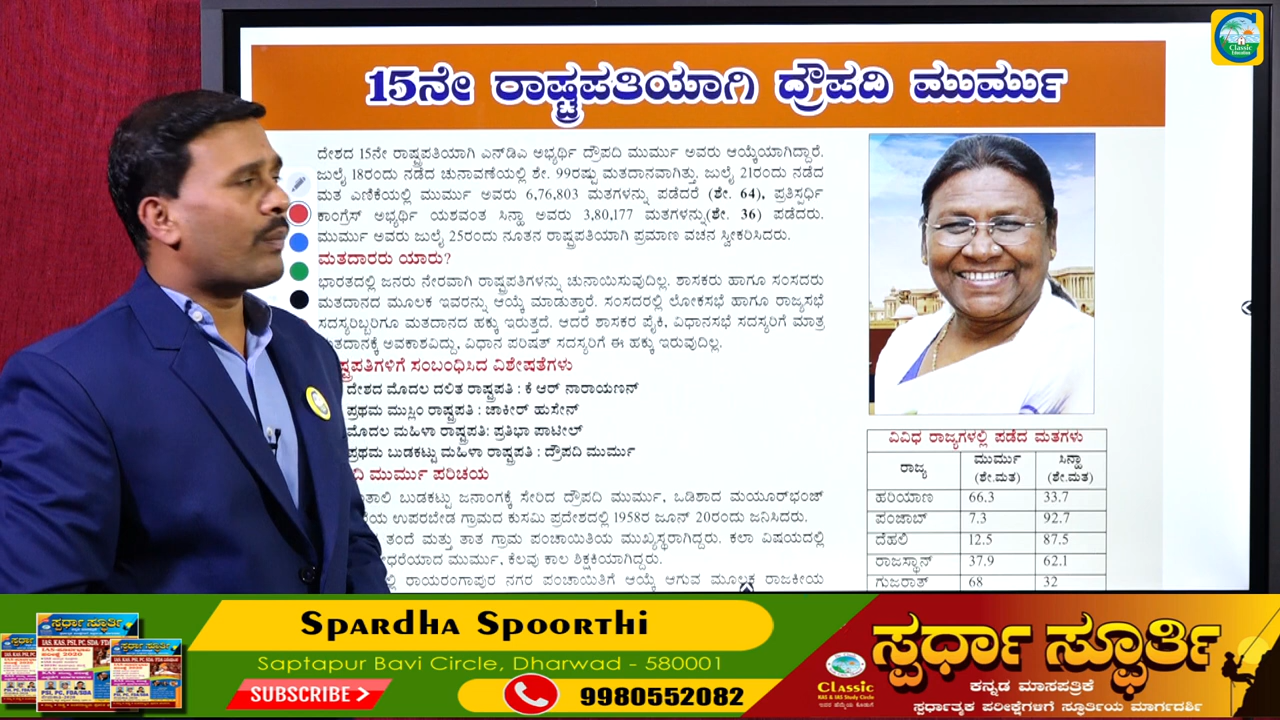 Classic
Education
15ನೇ ರಾಷ್ಟ್ರಪತಿಯಾಗಿ ದ್ರೌಪದಿ ಮುರ್ಮು
ದೇಶದ 15ನೇ ರಾಷ್ಟ್ರಪತಿಯಾಗಿ ಎನ್‌ಡಿಎ ಅಭ್ಯರ್ಥಿ ದ್ರೌಪದಿ ಮುರ್ಮು ಅವರು ಆಯ್ಕೆಯಾಗಿದ್ದಾರೆ.
ಜುಲೈ 18ರಂದು ನಡೆದ ಚುನಾವಣೆಯಲ್ಲಿ ಶೇ. 99ರಷ್ಟು ಮತದಾನವಾಗಿತ್ತು. ಜುಲೈ 21ರಂದು ನಡೆದ
ಮತ ಎಣಿಕೆಯಲ್ಲಿ ಮುರ್ಮು ಅವರು 6,76,803 ಮತಗಳನ್ನು ಪಡೆದರೆ (ಶೇ. 64), ಪ್ರತಿಸ್ಪರ್ಧಿ
ಕಾಂಗ್ರೆಸ್ ಅಭ್ಯರ್ಥಿ ಯಶವಂತ ಸಿನ್ಹಾ ಅವರು 3,80,177 ಮತಗಳನ್ನು(ಶೇ. 36) ಪಡೆದರು.
ಮುರ್ಮು ಅವರು ಜುಲೈ 25ರಂದು ನೂತನ ರಾಷ್ಟ್ರಪತಿಯಾಗಿ ಪ್ರಮಾಣ ವಚನ ಸ್ವೀಕರಿಸಿದರು.
ಮತದಾರರು ಯಾರು?
ಭಾರತದಲ್ಲಿ ಜನರು ನೇರವಾಗಿ ರಾಷ್ಟ್ರಪತಿಗಳನ್ನು ಚುನಾಯಿಸುವುದಿಲ್ಲ. ಶಾಸಕರು ಹಾಗೂ ಸಂಸದರು
ಮತದಾನದ ಮೂಲಕ ಇವರನ್ನು ಆಯ್ಕೆ ಮಾಡುತ್ತಾರೆ. ಸಂಸದರಲ್ಲಿ ಲೋಕಸಭೆ ಹಾಗೂ ರಾಜ್ಯಸಭೆ
ಸದಸ್ಯರಿಬ್ಬರಿಗೂ ಮತದಾನದ ಹಕ್ಕು ಇರುತ್ತದೆ. ಆದರೆ ಶಾಸಕರ ಪೈಕಿ, ವಿಧಾನಸಭೆ ಸದಸ್ಯರಿಗೆ ಮಾತ್ರ
ಮತದಾನಕ್ಕೆ ಅವಕಾಶವಿದ್ದು, ವಿಧಾನ ಪರಿಷತ್ ಸದಸ್ಯರಿಗೆ ಈ ಹಕ್ಕು ಇರುವುದಿಲ್ಲ.
ಷ್ಟ್ರಪತಿಗಳಿಗೆ ಸಂಬಂಧಿಸಿದ ವಿಶೇಷತೆಗಳು
ದೇಶದ ಮೊದಲ ದಲಿತ ರಾಷ್ಟ್ರಪತಿ : ಕೆ ಆರ್ ನಾರಾಯಣನ್
ಪ್ರಥಮ ಮುಸ್ಲಿಂ ರಾಷ್ಟ್ರಪತಿ : ಜಾಕೀರ್ ಹುಸೇನ್
ಮೊದಲ ಮಹಿಳಾ ರಾಷ್ಟ್ರಪತಿ: ಪ್ರತಿಭಾ ಪಾಟೀಲ್
ಪ್ರಥಮ ಬುಡಕಟ್ಟು ಮಹಿಳಾ ರಾಷ್ಟ್ರಪತಿ : ದ್ರೌಪದಿ ಮುರ್ಮು
ದಿ ಮುರ್ಮು ಪರಿಚಯ
ತಾಲಿ ಬುಡಕಟ್ಟು ಜನಾಂಗಕ್ಕೆ ಸೇರಿದ ದ್ರೌಪದಿ ಮುರ್ಮು, ಒಡಿಶಾದ ಮಯೂರ್‌ಭಂಜ್
ಉಪರಬೇಡ ಗ್ರಾಮದ ಕುಸಮಿ ಪ್ರದೇಶದಲ್ಲಿ 1958ರ ಜೂನ್ 20ರಂದು ಜನಿಸಿದರು.
ತಂದೆ ಮತ್ತು ತಾತ ಗ್ರಾಮ ಪಂಚಾಯಿತಿಯ ಮುಖ್ಯಸ್ಥರಾಗಿದ್ದರು. ಕಲಾ ವಿಷಯದಲ್ಲಿ
ಧರೆಯಾದ ಮುರ್ಮು, ಕೆಲವು ಕಾಲ ಶಿಕ್ಷಕಿಯಾಗಿದ್ದರು.
ಲ್ಲಿ ರಾಯರಂಗಾಪುರ ನಗರ ಪಂಚಾಯಿತಿಗೆ ಆಯ್ಕೆ ಆಗುವ ಮೂಲಕ ರಾಜಕೀಯ
ವಿವಿಧ ರಾಜ್ಯಗಳಲ್ಲಿ ಪಡೆದ ಮತಗಳು
ರಾಜ್ಯ ಮುರ್ಮು (ಶೇ.ಮತ) ಸಿನ್ಹಾ (ಶೇ.ಮತ)
ಹರಿಯಾಣ 66.3 33.7
ಪಂಜಾಬ್ 7.3 92.7
ದೆಹಲಿ 12.5 87.5
ರಾಜಸ್ಥಾನ್ 37.9 62.1
ಗುಜರಾತ್ 68 32
ಸ್ಪರ್ಧಾ ಸ್ಫೂರ್ತಿ
Spardha Spoorthi
Saptapur Bavi Circle, Dharwad - 580001
SUBSCRIBE >
9980552082
Classic
KAS & IAS Study Circle
ಸ್ಪರ್ಧಾ ಸ್ಫೂರ್ತಿ
ಕನ್ನಡ ಮಾಸಪತ್ರಿಕೆ
ಸ್ಪರ್ಧಾತ್ಮಕ ಪರೀಕ್ಷೆಗಳಿಗೆ ಸ್ಫೂರ್ತಿಯ ಮಾರ್ಗದರ್ಶಿ